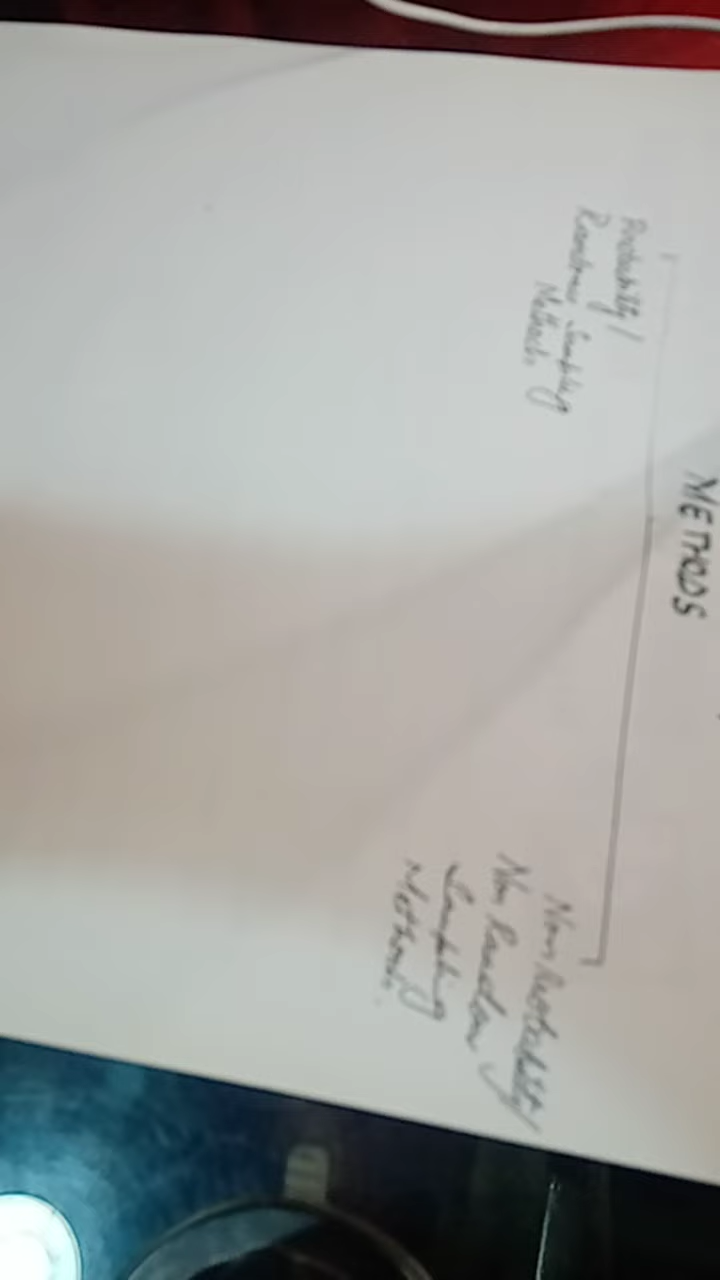 METHODS
Probability/
Random Sampling
Methods
Non Probability/
Non Random
Sampling
Methods